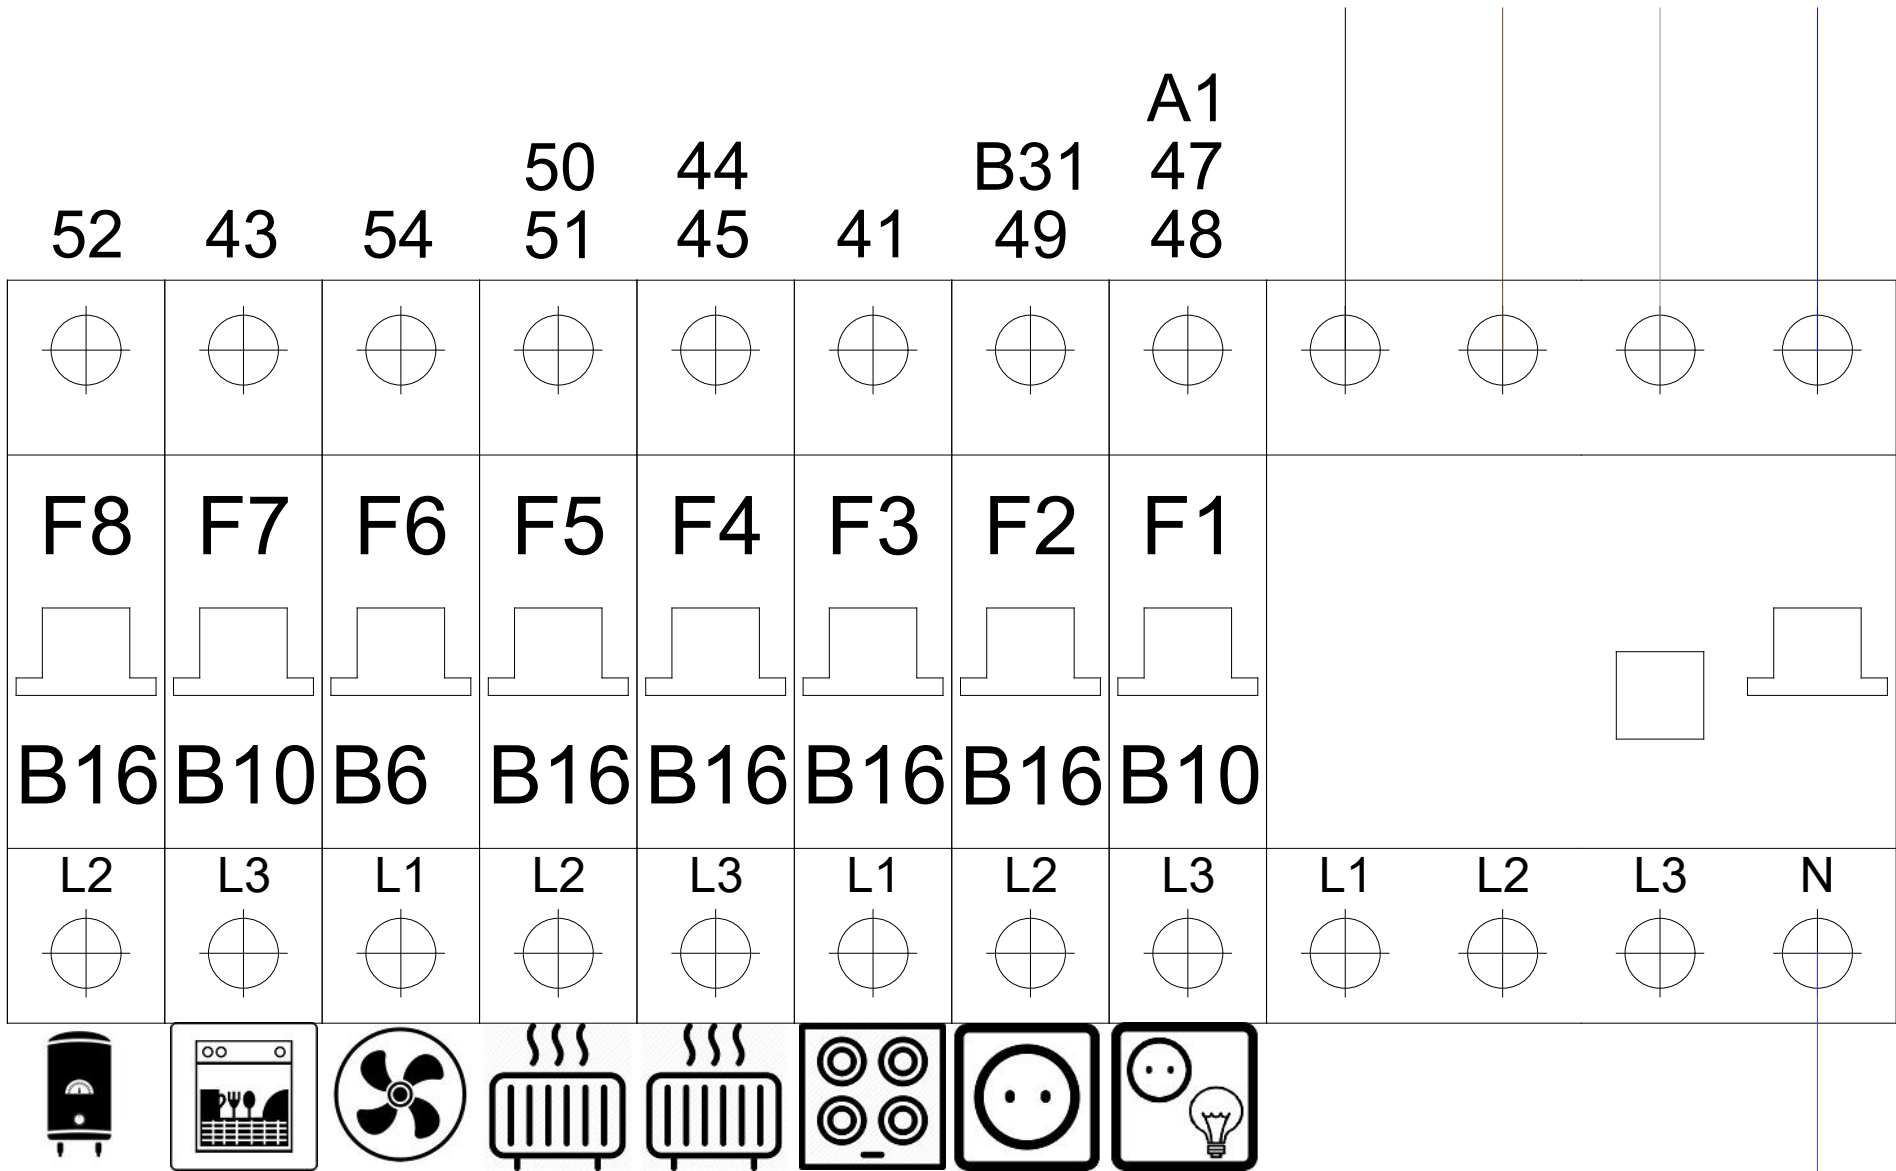 A1
50 44 B31 47
52 43 54 51 45 41 49 48
F8 F7 F6 F5 F4 F3 F2 F1
B16 B10 B6 B16 B16 B16 B16 B10
L2 L3 L1 L2 L3 L1 L2 L3 L1 L2 L3 N